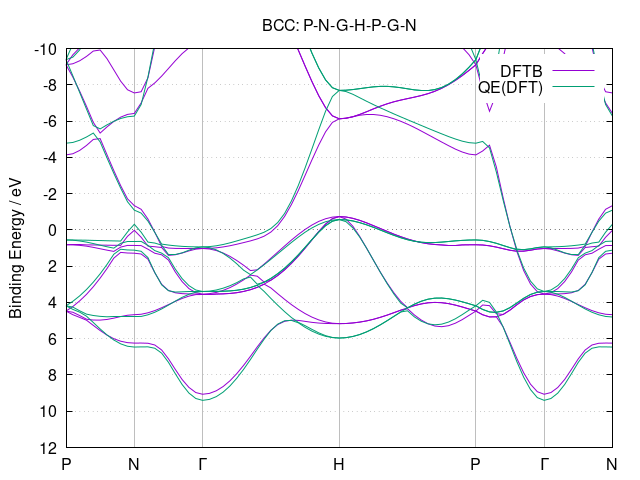 BCC: P-N-G-H-P-G-N
-10
-8
-6
-4
-2
0
2
4
6
8
10
12
Binding Energy / eV
DFTB
QE(DFT)
P N Γ H P Γ N